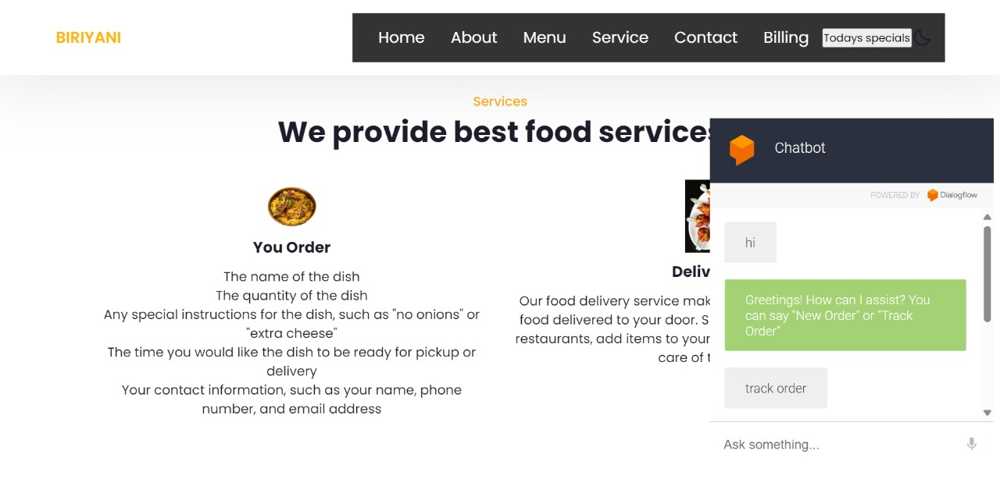 BIRIYANI
Home About Menu Service Contact Billing Todays specials
Services
We provide best food services
You Order
The name of the dish
The quantity of the dish
Any special instructions for the dish, such as "no onions" or
"extra cheese"
The time you would like the dish to be ready for pickup or
delivery
Your contact information, such as your name, phone
number, and email address
Deliv
Our food delivery service mak
food delivered to your door. S
restaurants, add items to your
care of t
Chatbot
POWERED BY Dialogflow
hi
Greetings! How can I assist? You
can say "New Order" or "Track
Order"
track order
Ask something...